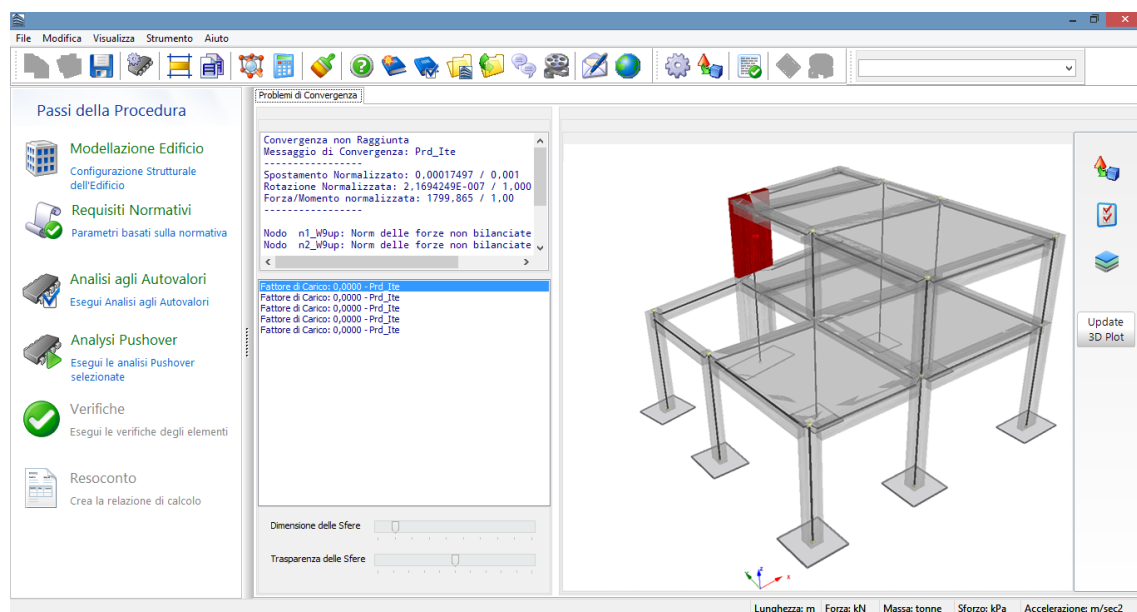 File Modifica Visualizza Strumento Aiuto
Passi della Procedura
Modellazione Edificio
Configurazione Strutturale
dell'Edificio
Requisiti Normativi
Parametri basati sulla normativa
Analisi agli Autovalori
Esegui Analisi agli Autovalori
Analysi Pushover
Esegui le analisi Pushover
selezionate
Verifiche
Esegui le verifiche degli elementi
Resoconto
Crea la relazione di calcolo
Problemi di Convergenza
Convergenza non Raggiunta
Messaggio di Convergenza: Prd_Ite
----------------
Spostamento Normalizzato: 0,00017497 / 0,001
Rotazione Normalizzata: 2,1694249E-007 / 1,000
Forza/Momento normalizzata: 1799,865 / 1,00
----------------
Nodo n1_W9up: Norm delle forze non bilanciate
Nodo n2_W9up: Norm delle forze non bilanciate
Fattore di Carico: 0,0000 - Prd_Ite
Fattore di Carico: 0,0000 - Prd_Ite
Fattore di Carico: 0,0000 - Prd_Ite
Fattore di Carico: 0,0000 - Prd_Ite
Fattore di Carico: 0,0000 - Prd_Ite
Dimensione delle Sfere
Trasparenza delle Sfere
Update
3D Plot
y z x
Lunghezza: m Forza: kN Massa: tonne Sforzo: kPa Accelerazione: m/sec2